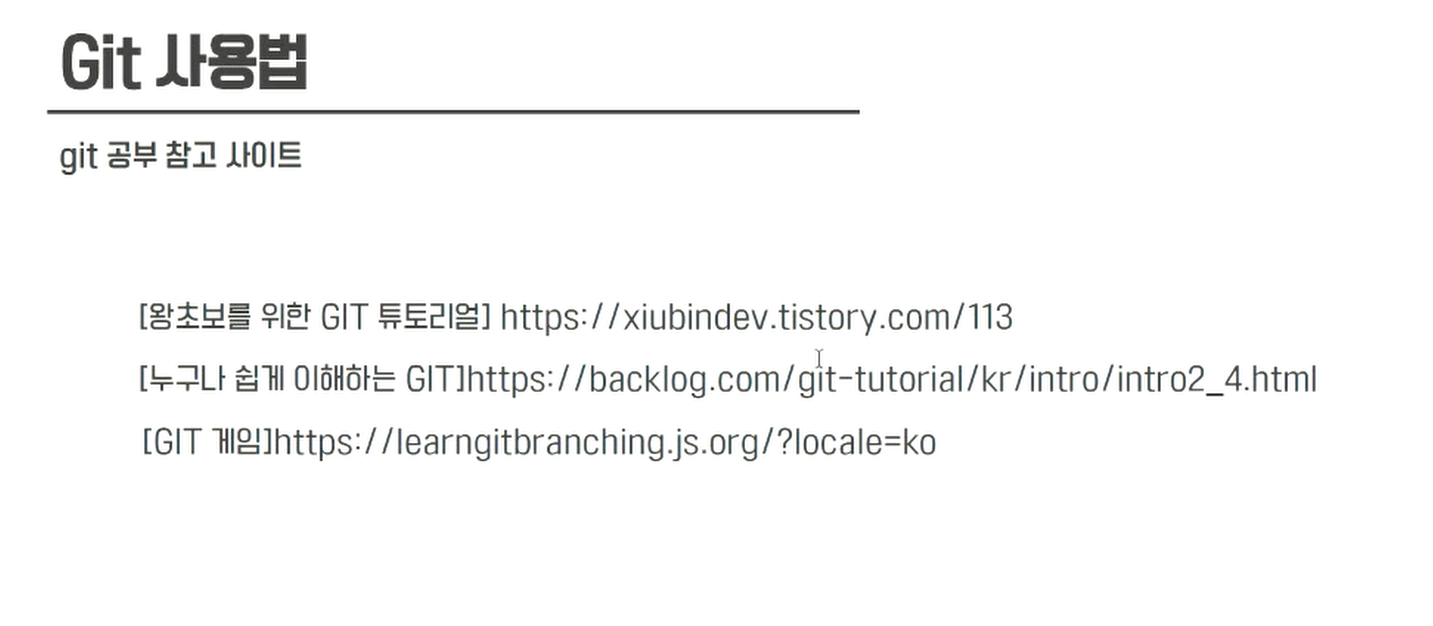 Git 사용법
git 공부 참고 사이트
[왕초보를 위한 GIT 튜토리얼] https://xiubindev.tistory.com/113
[누구나 쉽게 이해하는 GIT]https://backlog.com/git-tutorial/kr/intro/intro2_4.html
[GIT 게임]https://learngitbranching.js.org/?locale=ko